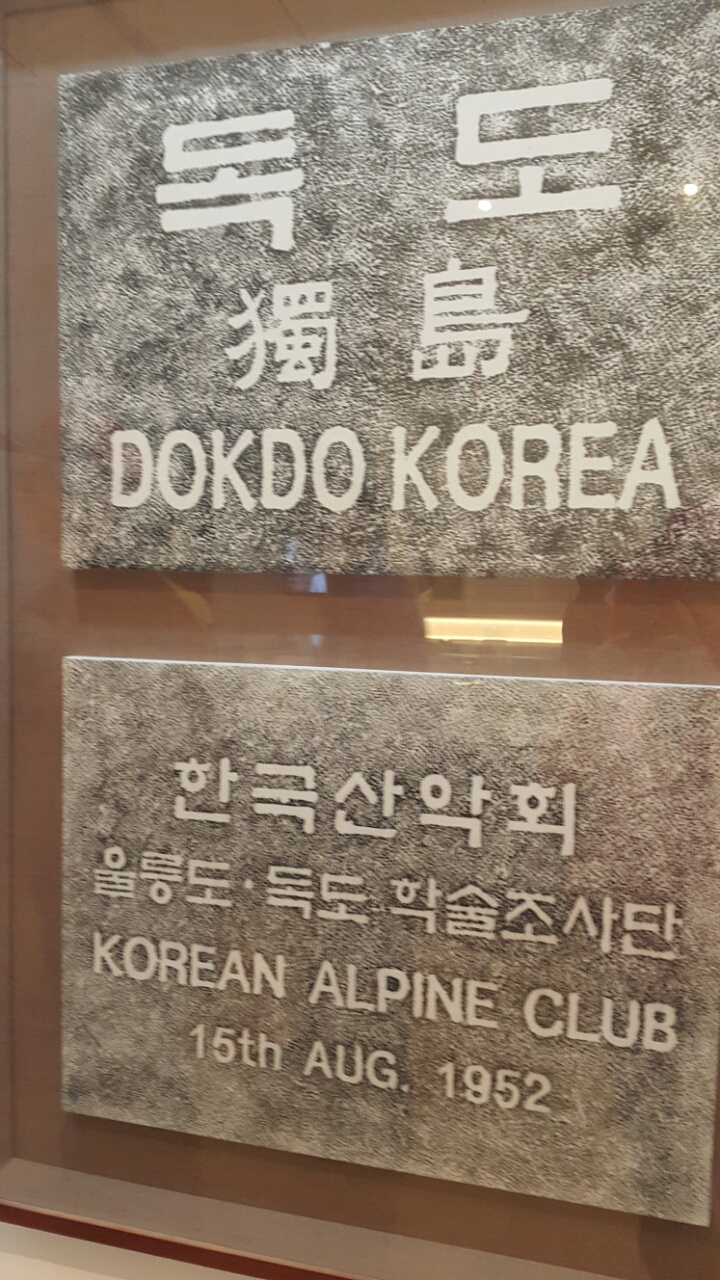 독도
獨島
DOKDO KOREA
한국산악회
울릉도·독도 학술조사단
KOREAN ALPINE CLUB
15th AUG. 1952